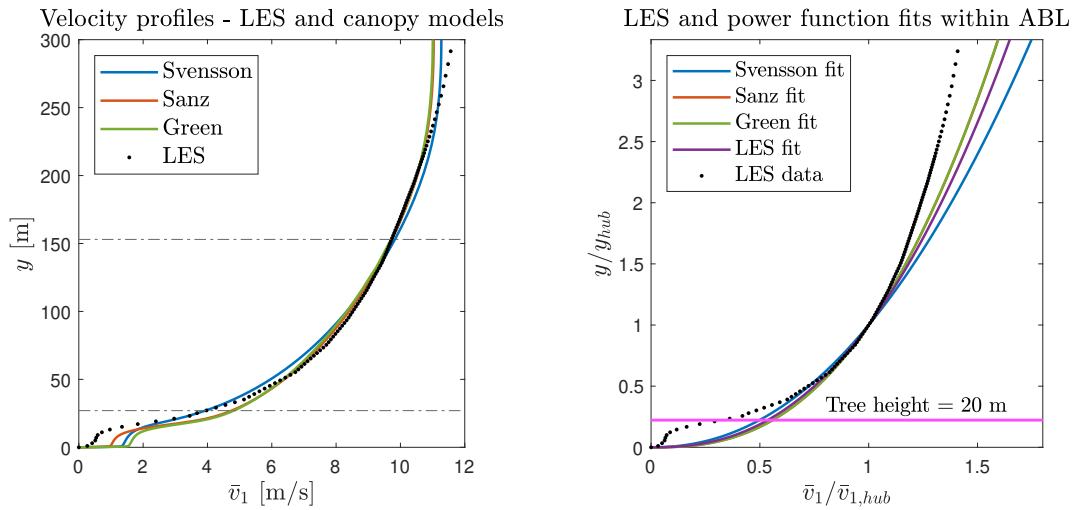 Velocity profiles - LES and canopy models
300
250
200
150
100
50
0
y [m]
Svensson
Sanz
Green
LES
0 2 4 6 8 10 12
v̄₁ [m/s]
LES and power function fits within ABL
3
2.5
2
1.5
1
0.5
0
y/y_hub
Svensson fit
Sanz fit
Green fit
LES fit
LES data
Tree height = 20 m
0 0.5 1 1.5
v̄₁/v̄₁,hub